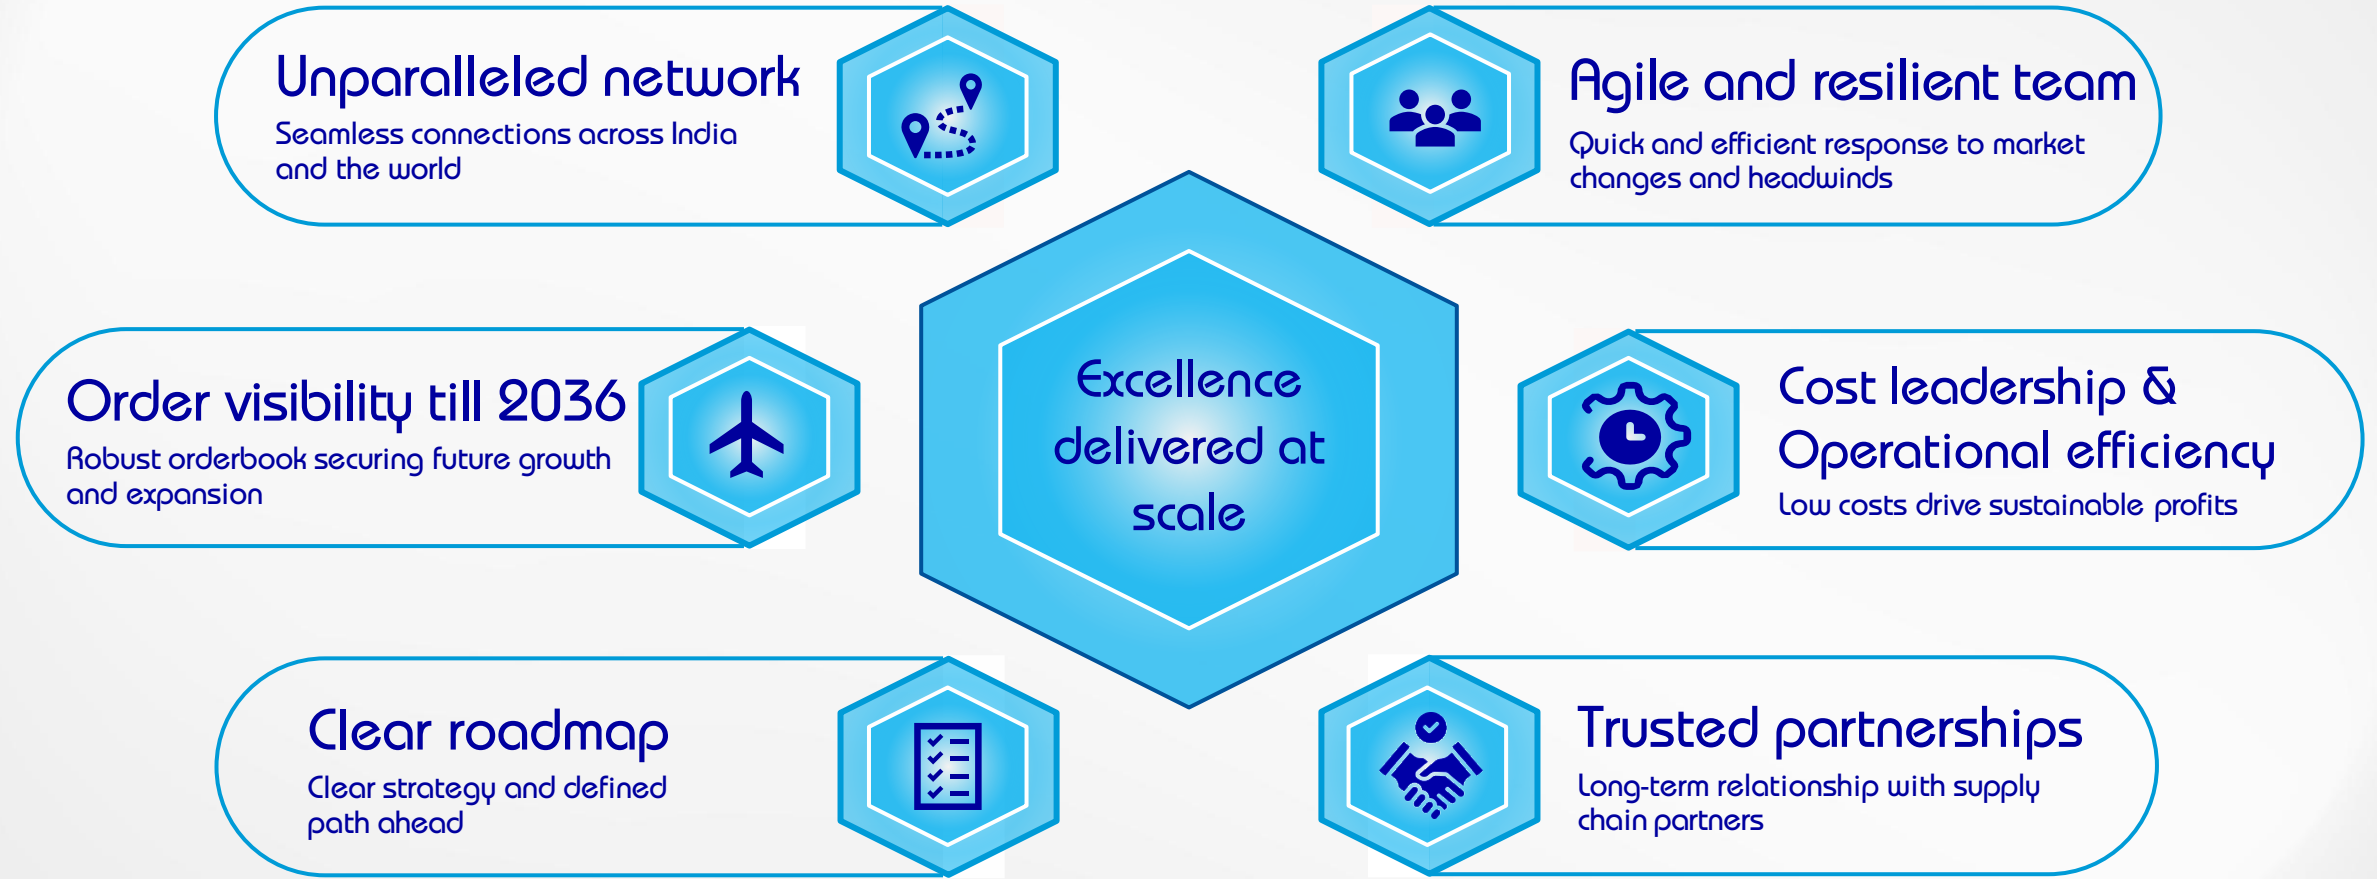 Unparalleled network
Seamless connections across India
and the world
Agile and resilient team
Quick and efficient response to market
changes and headwinds
Order visibility till 2036
Robust orderbook securing future growth
and expansion
Excellence
delivered at
scale
Cost leadership &
Operational efficiency
Low costs drive sustainable profits
Clear roadmap
Clear strategy and defined
path ahead
Trusted partnerships
Long-term relationship with supply
chain partners